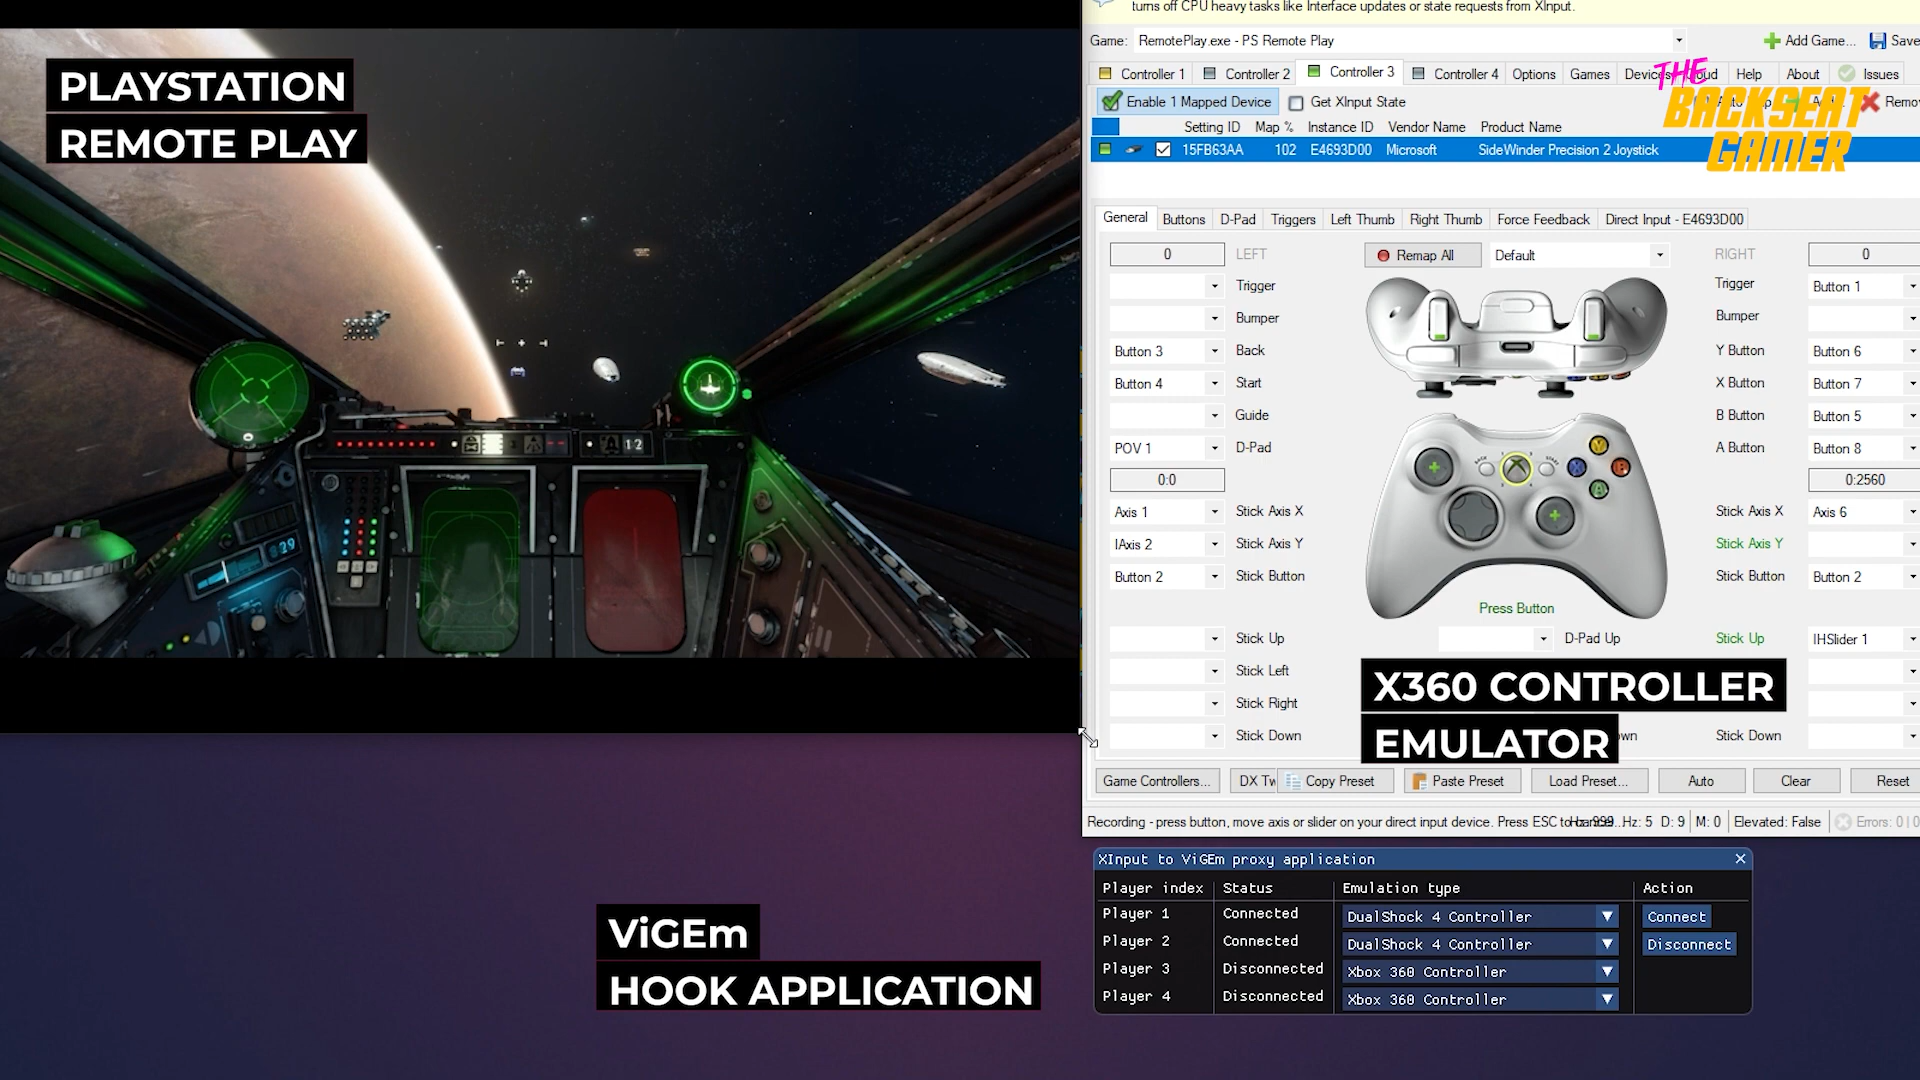 PLAYSTATION
REMOTE PLAY
829
12
turns off CPU heavy tasks like Interface updates or state requests from XInput.
Game: RemotePlay.exe - PS Remote Play Add Game... Save
Controller 1 Controller 2 Controller 3 Controller 4 Options Games Devices Cloud Help About Issues
THE
BACKSEAT
GAMER
Enable 1 Mapped Device Get XInput State
Setting ID Map % Instance ID Vendor Name Product Name
15FB63AA 102 E4693D00 Microsoft SideWinder Precision 2 Joystick
General Buttons D-Pad Triggers Left Thumb Right Thumb Force Feedback Direct Input - E4693D00
0 LEFT Remap All Default RIGHT 0
Trigger Trigger Button 1
Bumper Bumper
Button 3 Back Y Button Button 6
Button 4 Start X Button Button 7
Guide B Button Button 5
POV 1 D-Pad A Button Button 8
0:0 0:2560
Axis 1 Stick Axis X Stick Axis X Axis 6
IAxis 2 Stick Axis Y Stick Axis Y
Button 2 Stick Button Stick Button Button 2
BACK START
Y X B A
Press Button
Stick Up D-Pad Up Stick Up IHSlider 1
Stick Left
Stick Right
Stick Down Stick Down
X360 CONTROLLER
EMULATOR
Game Controllers... DX Tw Copy Preset Paste Preset Load Preset... Auto Clear Reset
Recording - press button, move axis or slider on your direct input device. Press ESC to Hz: 5 D: 9 M: 0 Elevated: False Errors: 0 | 0
XInput to ViGEm proxy application
Player index Status Emulation type Action
Player 1 Connected DualShock 4 Controller Connect
Player 2 Connected DualShock 4 Controller Disconnect
Player 3 Disconnected Xbox 360 Controller
Player 4 Disconnected Xbox 360 Controller
ViGEm
HOOK APPLICATION